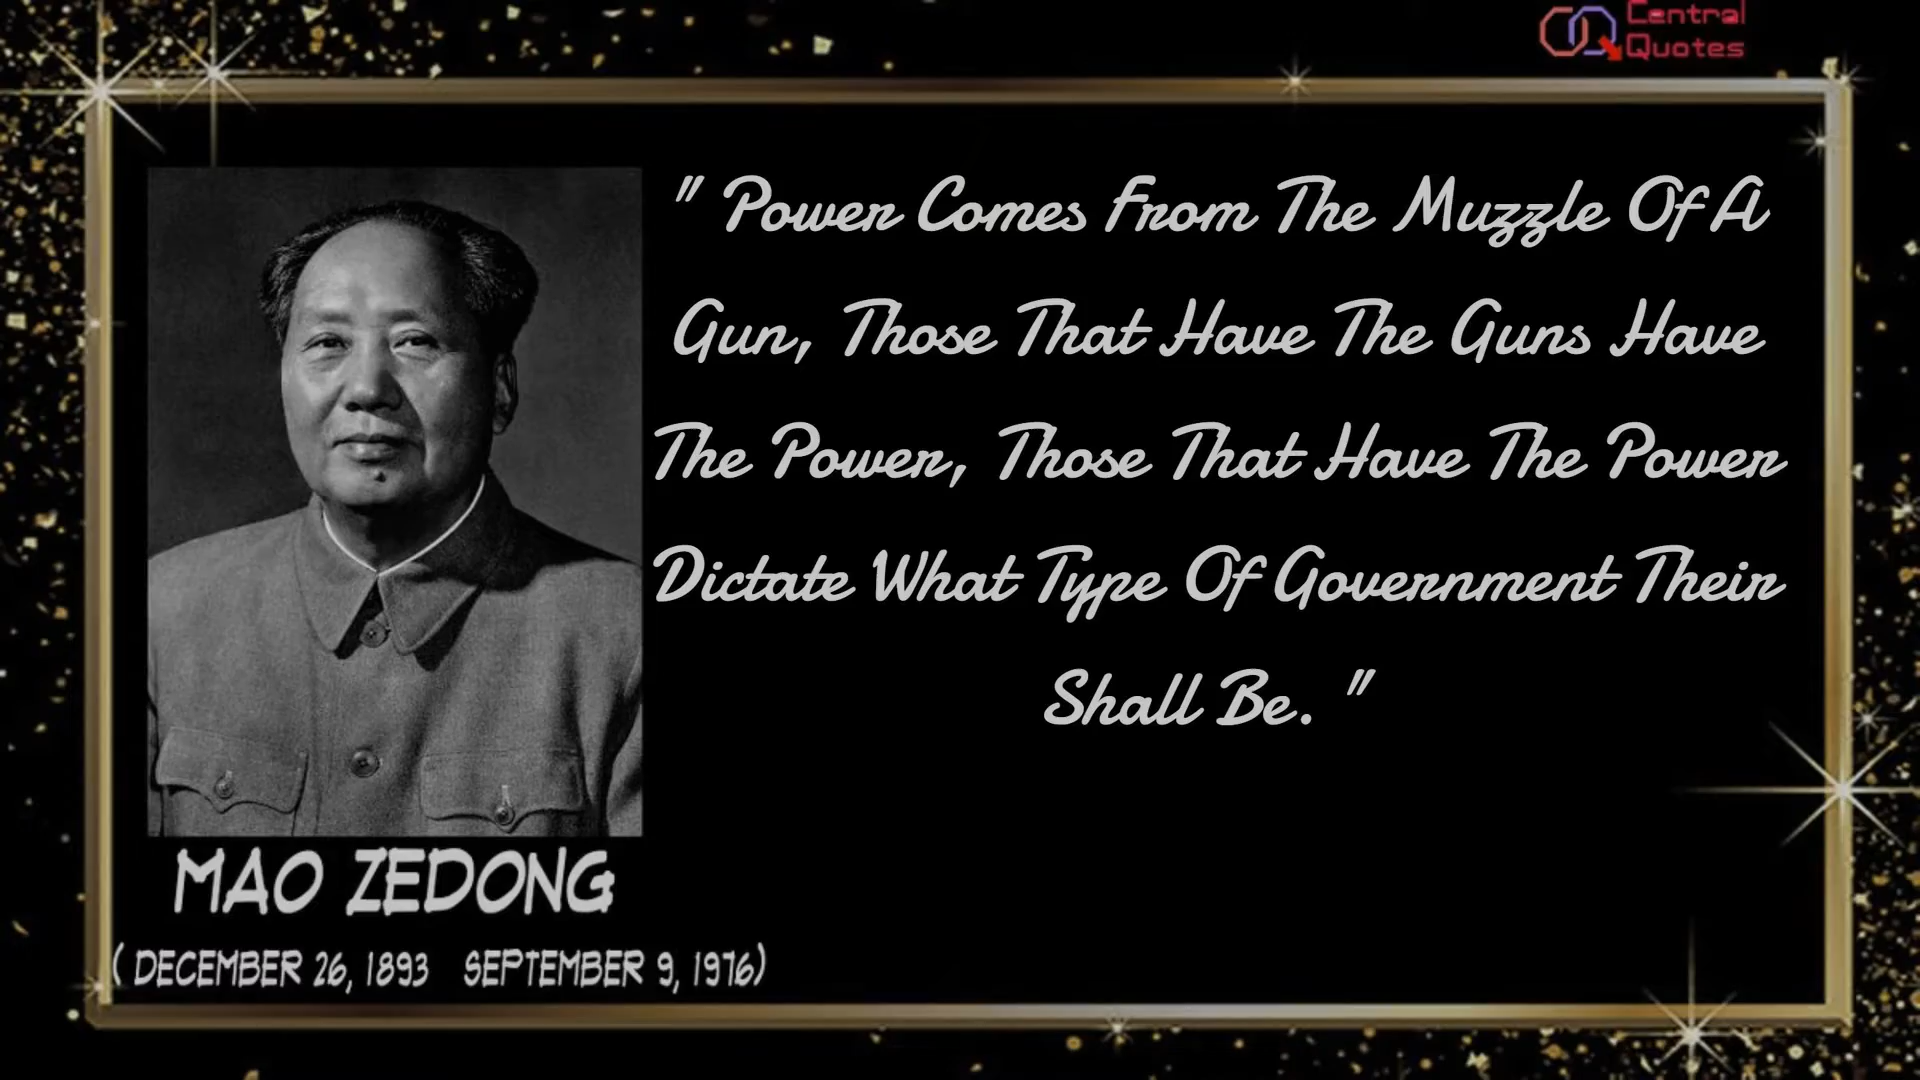 Central
Quotes
" Power Comes From The Muzzle Of A
Gun, Those That Have The Guns Have
The Power, Those That Have The Power
Dictate What Type Of Government Their
Shall Be. "
MAO ZEDONG
( DECEMBER 26, 1893 SEPTEMBER 9, 1976)